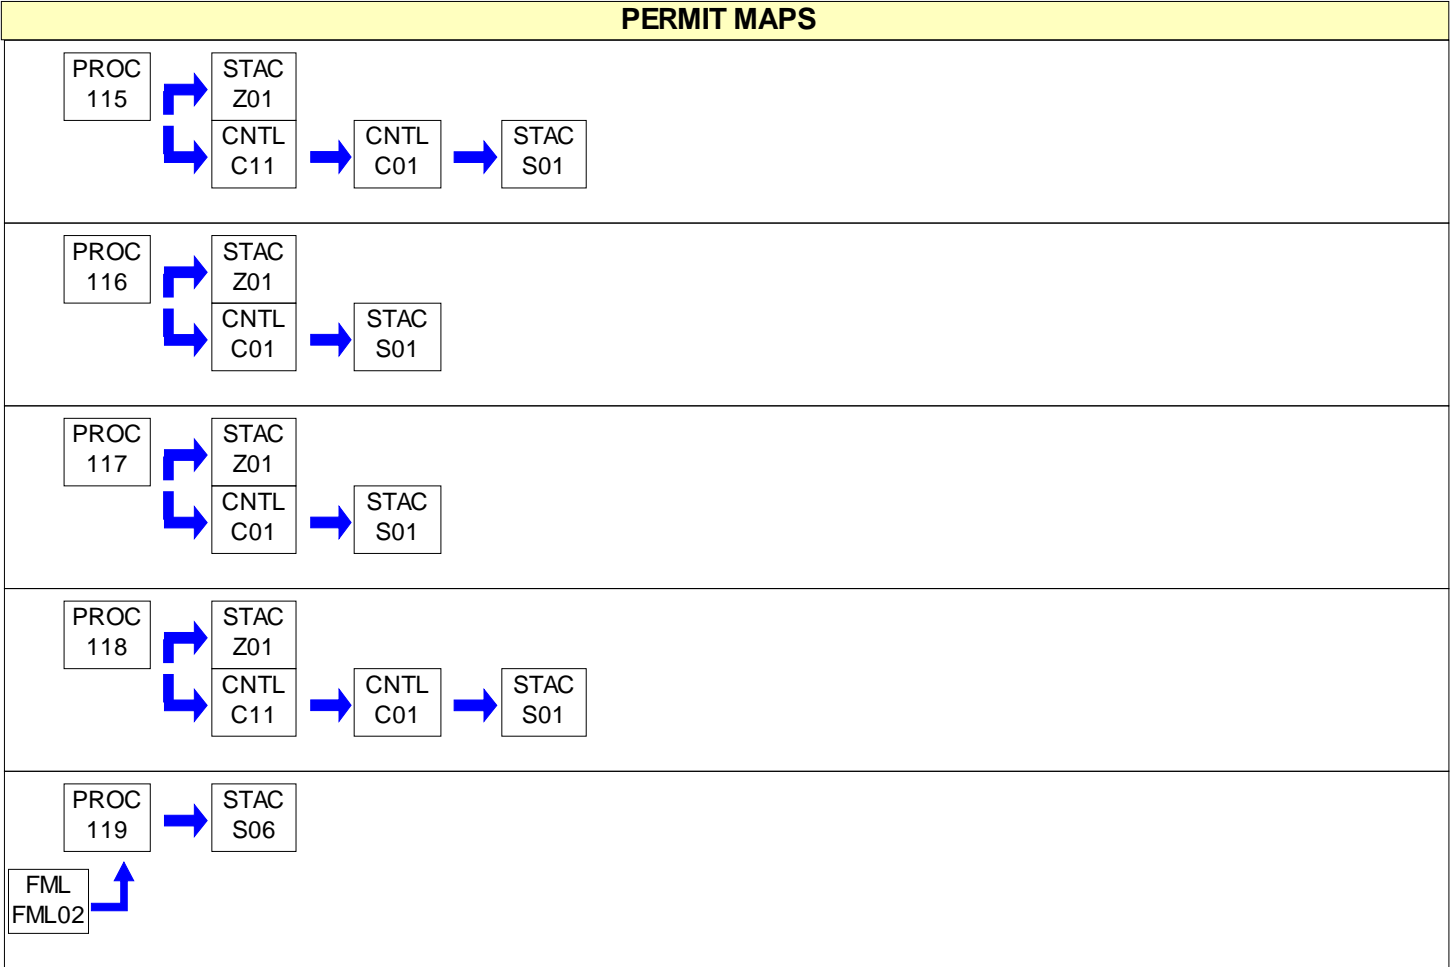 PERMIT MAPS
PROC
115
STAC
Z01
CNTL
C11
CNTL
C01
STAC
S01
PROC
116
STAC
Z01
CNTL
C01
STAC
S01
PROC
117
STAC
Z01
CNTL
C01
STAC
S01
PROC
118
STAC
Z01
CNTL
C11
CNTL
C01
STAC
S01
PROC
119
STAC
S06
FML
FML02